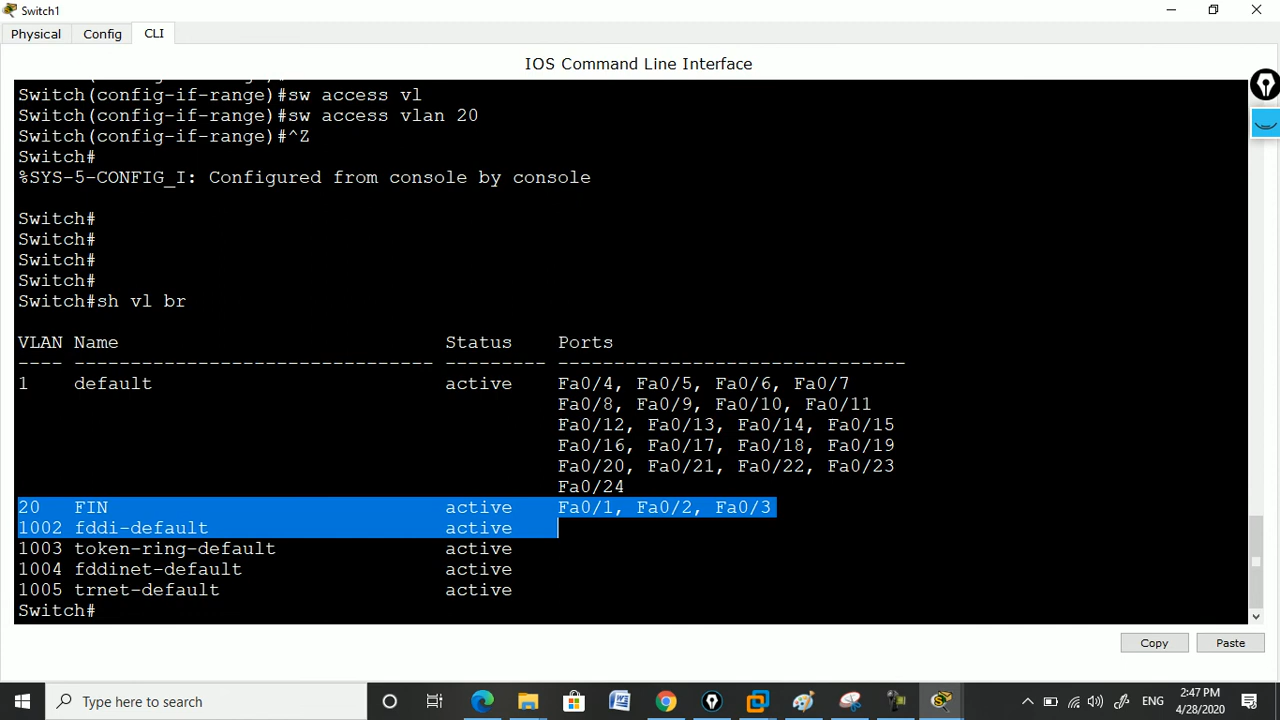 Switch1
Physical Config CLI
IOS Command Line Interface
Switch(config-if-range)#sw access vl
Switch(config-if-range)#sw access vlan 20
Switch(config-if-range)#^Z
Switch#
%SYS-5-CONFIG_I: Configured from console by console
Switch#
Switch#
Switch#
Switch#
Switch#sh vl br
VLAN Name Status Ports
---- -------------------------------- --------- -------------------------------
1 default active Fa0/4, Fa0/5, Fa0/6, Fa0/7
Fa0/8, Fa0/9, Fa0/10, Fa0/11
Fa0/12, Fa0/13, Fa0/14, Fa0/15
Fa0/16, Fa0/17, Fa0/18, Fa0/19
Fa0/20, Fa0/21, Fa0/22, Fa0/23
Fa0/24
20 FIN active Fa0/1, Fa0/2, Fa0/3
1002 fddi-default active
1003 token-ring-default active
1004 fddinet-default active
1005 trnet-default active
Switch#
Copy Paste
Type here to search
ENG
2:47 PM
4/28/2020